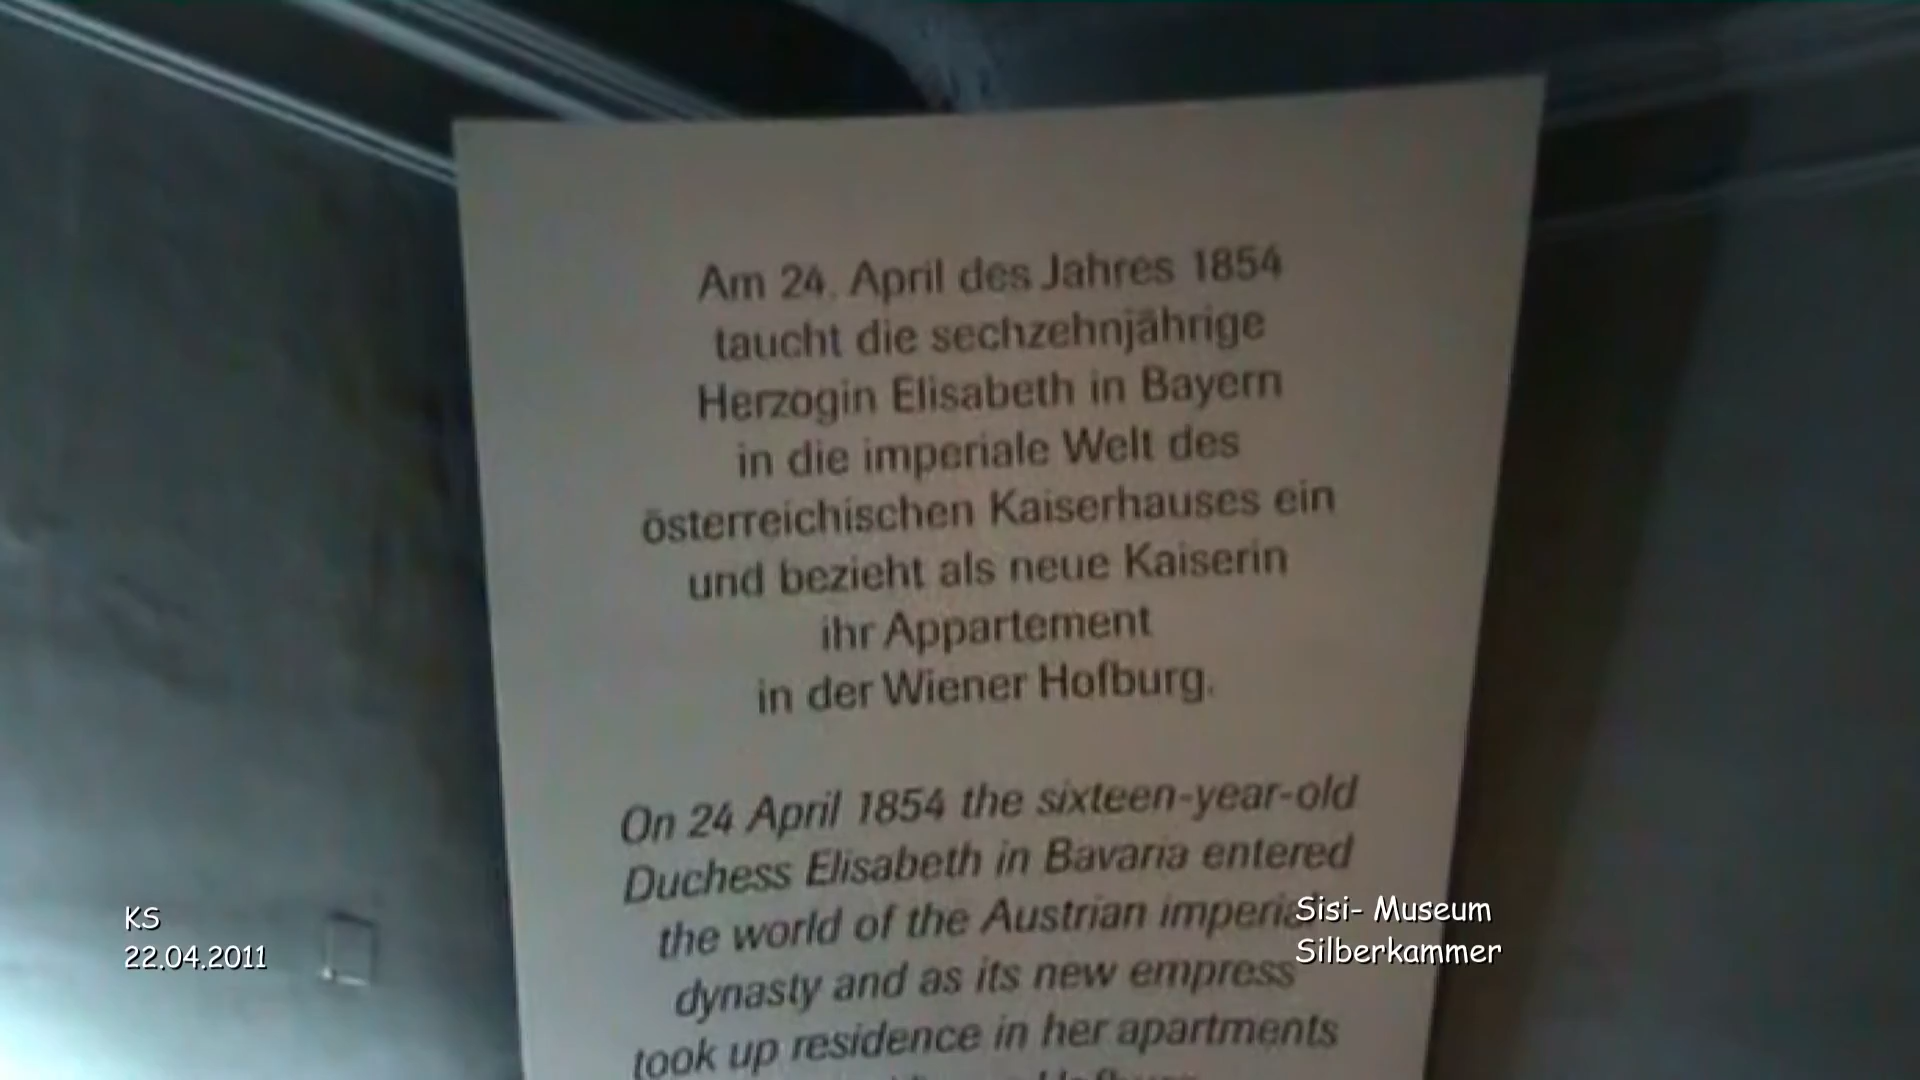 Am 24. April des Jahres 1854
taucht die sechzehnjährige
Herzogin Elisabeth in Bayern
in die imperiale Welt des
österreichischen Kaiserhauses ein
und bezieht als neue Kaiserin
ihr Appartement
in der Wiener Hofburg.
On 24 April 1854 the sixteen-year-old
Duchess Elisabeth in Bavaria entered
the world of the Austrian imperial
dynasty and as its new empress
took up residence in her apartments
Hofburg
KS
22.04.2011
Sisi- Museum
Silberkammer